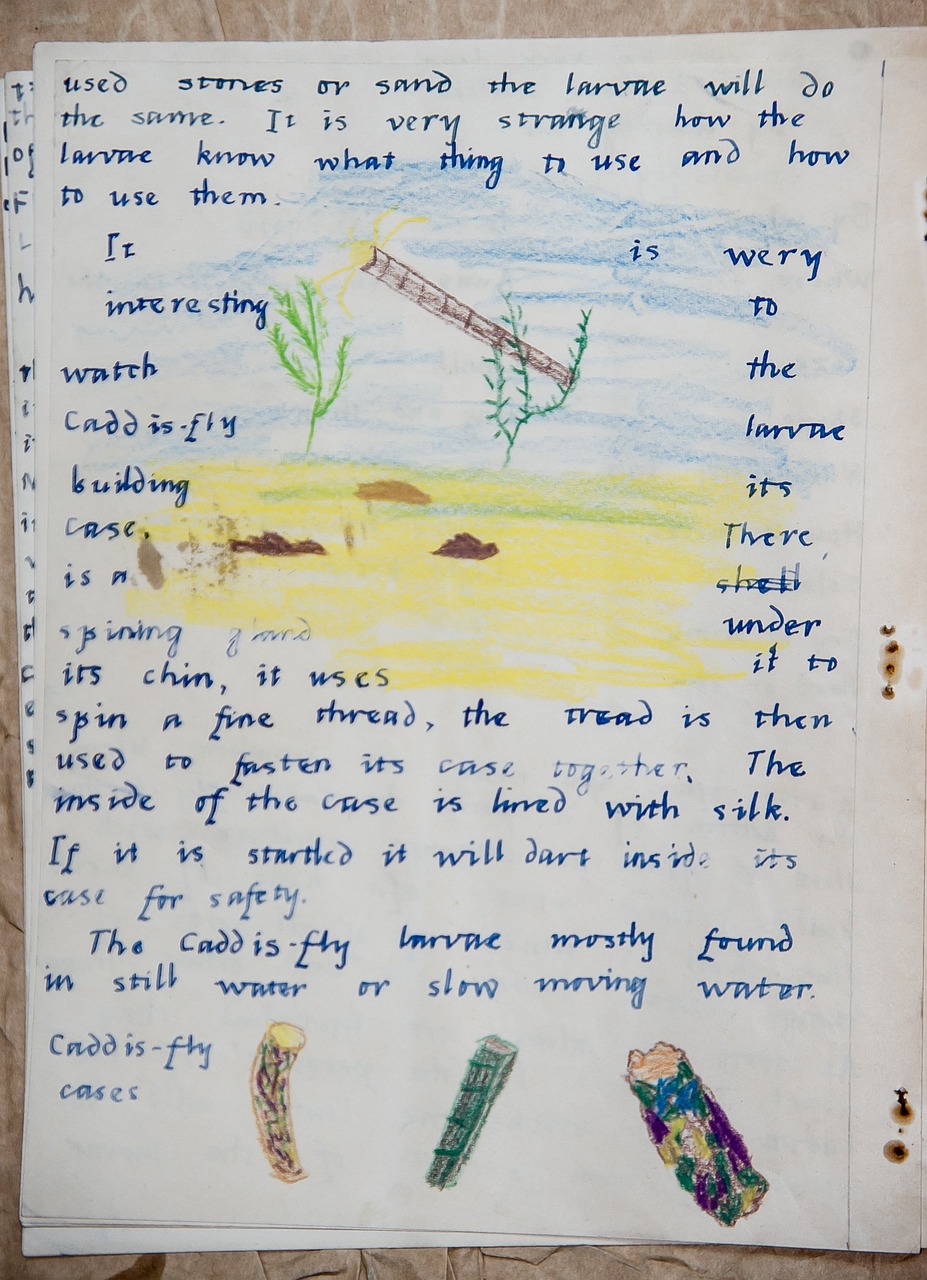 used stones or sand the larvae will do
the same. It is very strange how the
larvae know what thing to use and how
to use them.
It is wery
interesting to
watch the
Caddis-fly larvae
building its
case. There
is a shell
spining gland under
its chin, it uses it to
spin a fine thread, the tread is then
used to fasten its case together. The
inside of the case is lined with silk.
If it is startled it will dart inside its
case for safety.
The Caddis-fly larvae mostly found
in still water or slow moving water.
Caddis-fly
cases